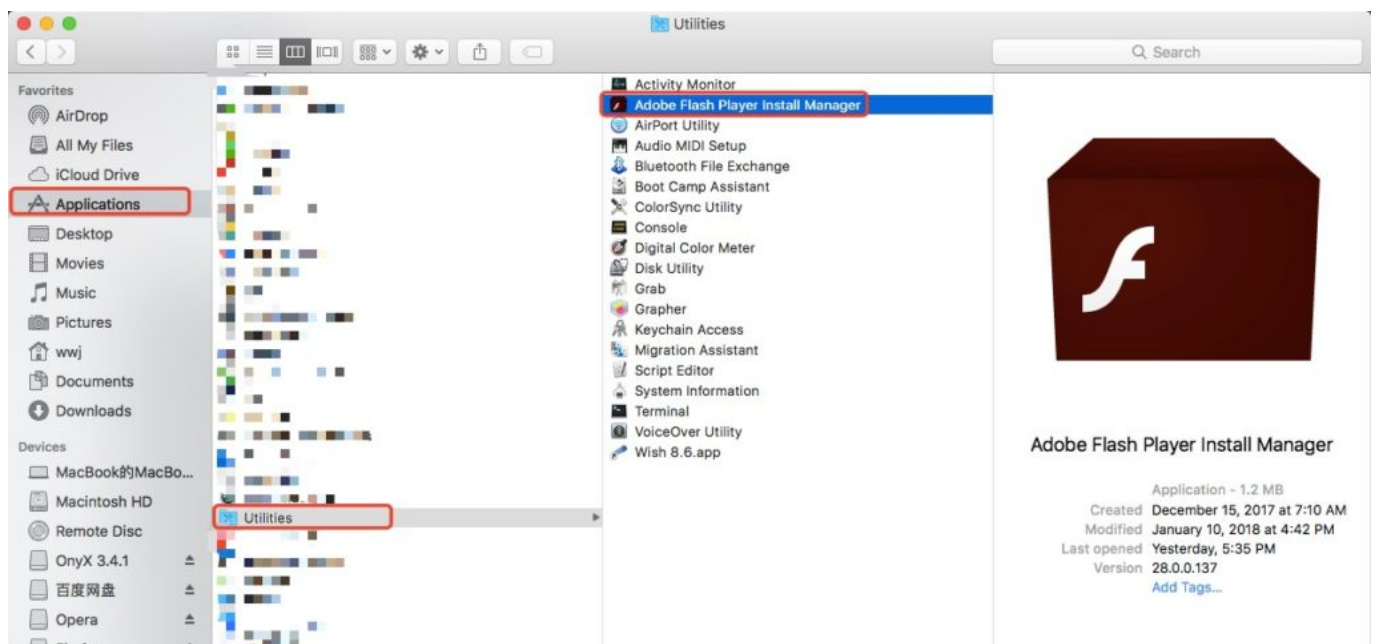 Utilities
Search
Favorites
AirDrop
All My Files
iCloud Drive
Applications
Desktop
Movies
Music
Pictures
wwj
Documents
Downloads
Devices
MacBook的MacBo...
Macintosh HD
Remote Disc
OnyX 3.4.1
百度网盘
Opera
Utilities
Activity Monitor
Adobe Flash Player Install Manager
AirPort Utility
Audio MIDI Setup
Bluetooth File Exchange
Boot Camp Assistant
ColorSync Utility
Console
Digital Color Meter
Disk Utility
Grab
Grapher
Keychain Access
Migration Assistant
Script Editor
System Information
Terminal
VoiceOver Utility
Wish 8.6.app
Adobe Flash Player Install Manager
Application - 1.2 MB
Created December 15, 2017 at 7:10 AM
Modified January 10, 2018 at 4:42 PM
Last opened Yesterday, 5:35 PM
Version 28.0.0.137
Add Tags...